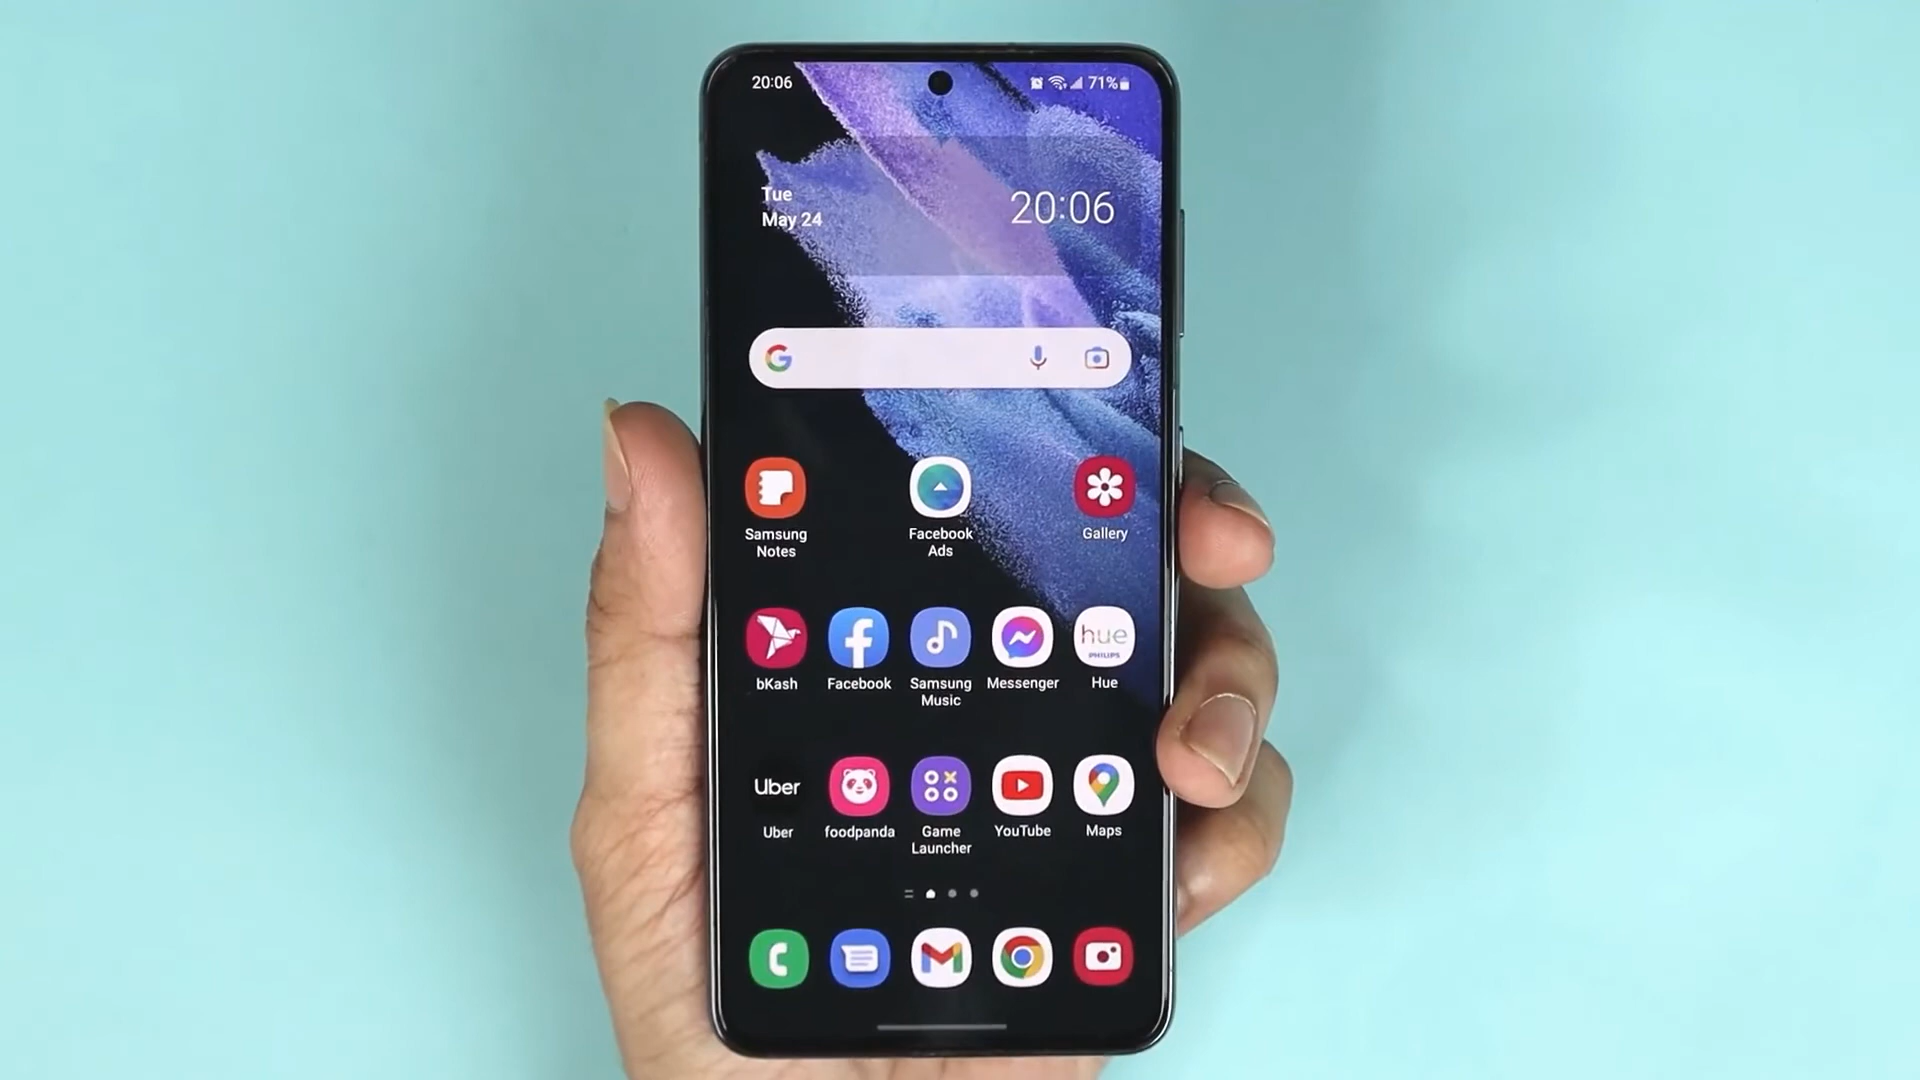 20:06
71%
Tue
May 24
20:06
Samsung
Notes
Facebook
Ads
Gallery
hue
PHILIPS
bKash
Facebook
Samsung
Music
Messenger
Hue
Uber
Uber
foodpanda
Game
Launcher
YouTube
Maps